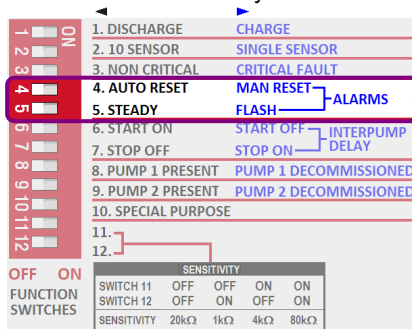 1 2 3 4 5 6 7 8 9 10 11 12
ON
1. DISCHARGE CHARGE
2. 10 SENSOR SINGLE SENSOR
3. NON CRITICAL CRITICAL FAULT
4. AUTO RESET MAN RESET
ALARMS
5. STEADY FLASH
6. START ON START OFF
INTERPUMP
DELAY
7. STOP OFF STOP ON
8. PUMP 1 PRESENT PUMP 1 DECOMMISSIONED
9. PUMP 2 PRESENT PUMP 2 DECOMMISSIONED
10. SPECIAL PURPOSE
11.
12.
OFF ON
FUNCTION
SWITCHES
SENSITIVITY
SWITCH 11 OFF OFF ON ON
SWITCH 12 OFF ON OFF ON
SENSITIVITY 20kΩ 1kΩ 4kΩ 80kΩ